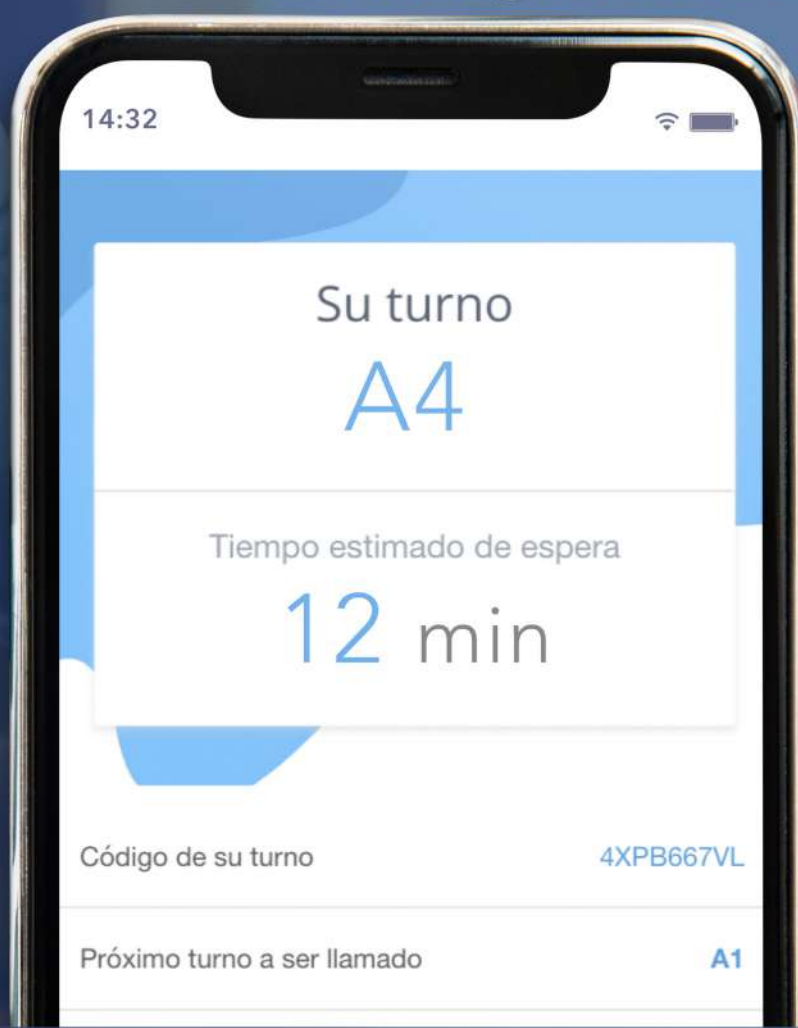 14:32
Su turno
A4
Tiempo estimado de espera
12 min
Código de su turno
4XPB667VL
Próximo turno a ser llamado
A1